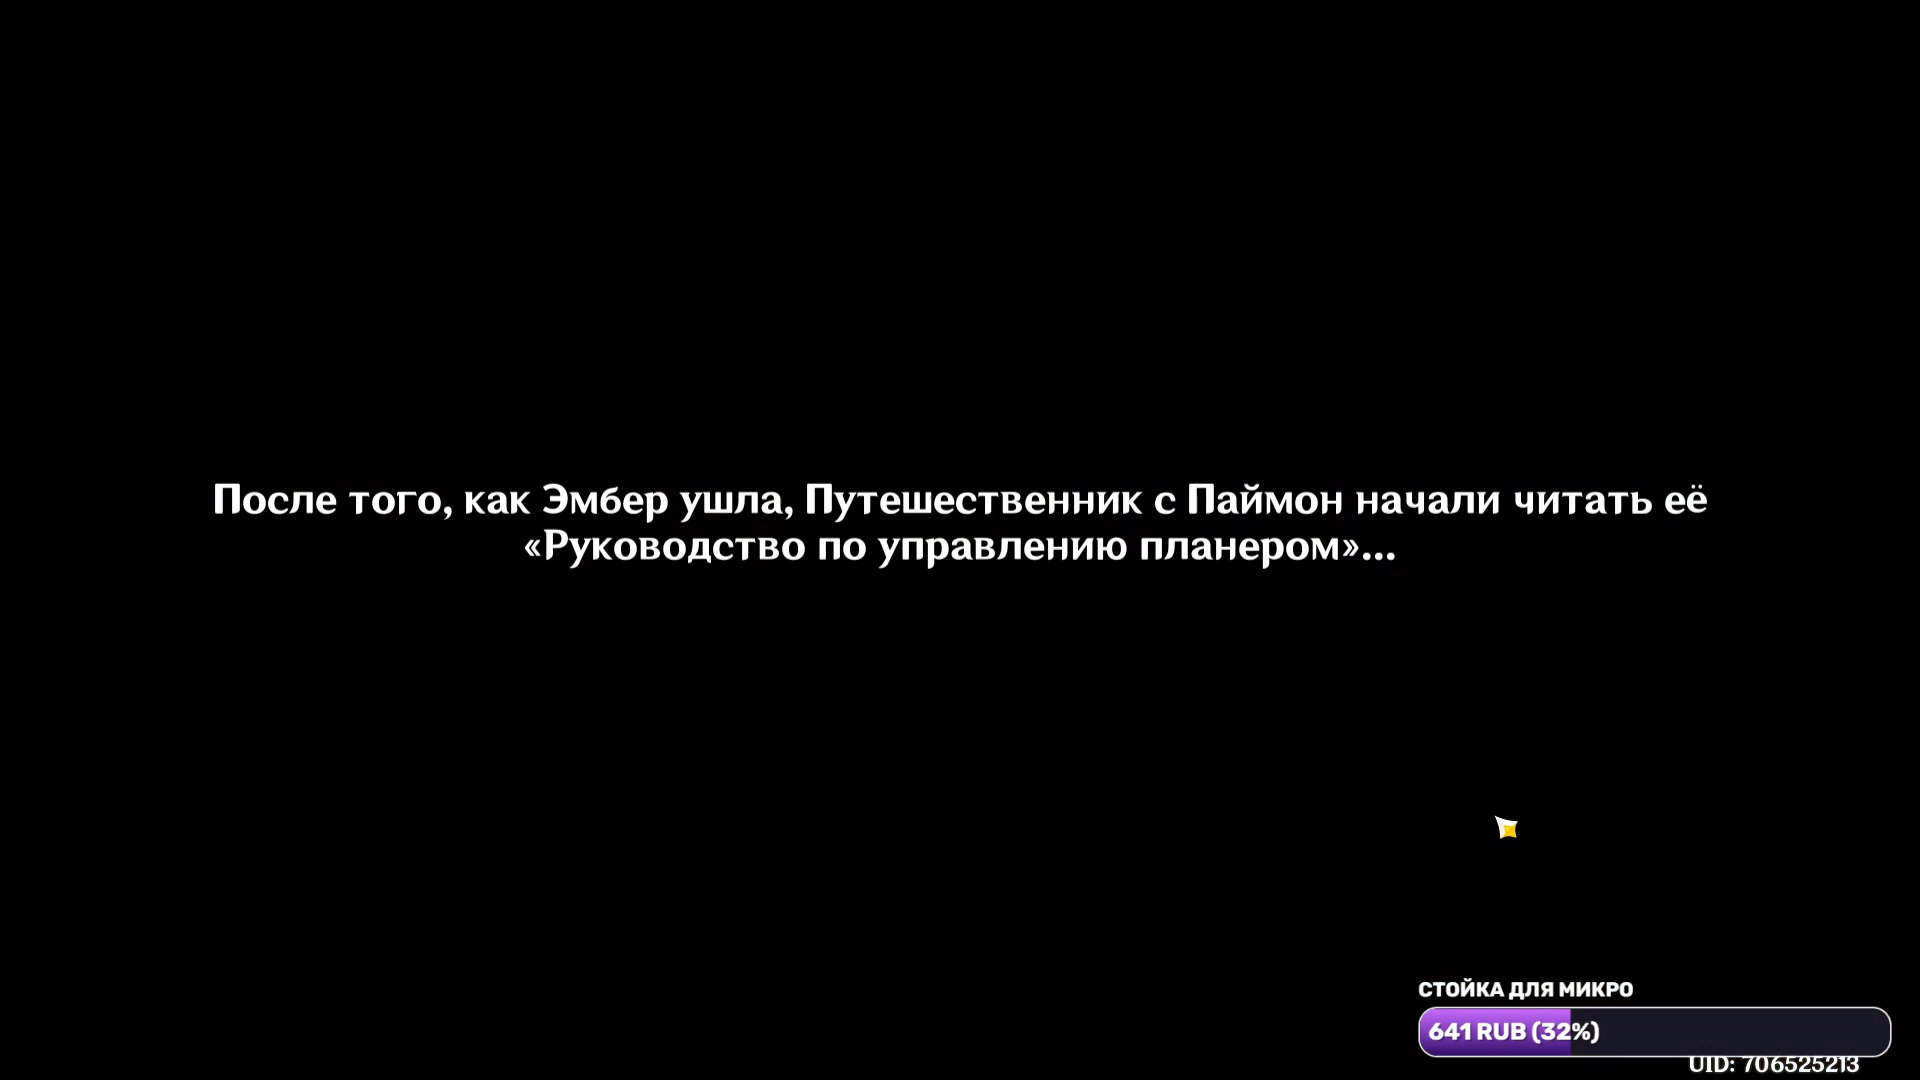 После того, как Эмбер ушла, Путешественник с Паймон начали читать её
«Руководство по управлению планером»...
СТОЙКА ДЛЯ МИКРО
641 RUB (32%)
UID: 706525213